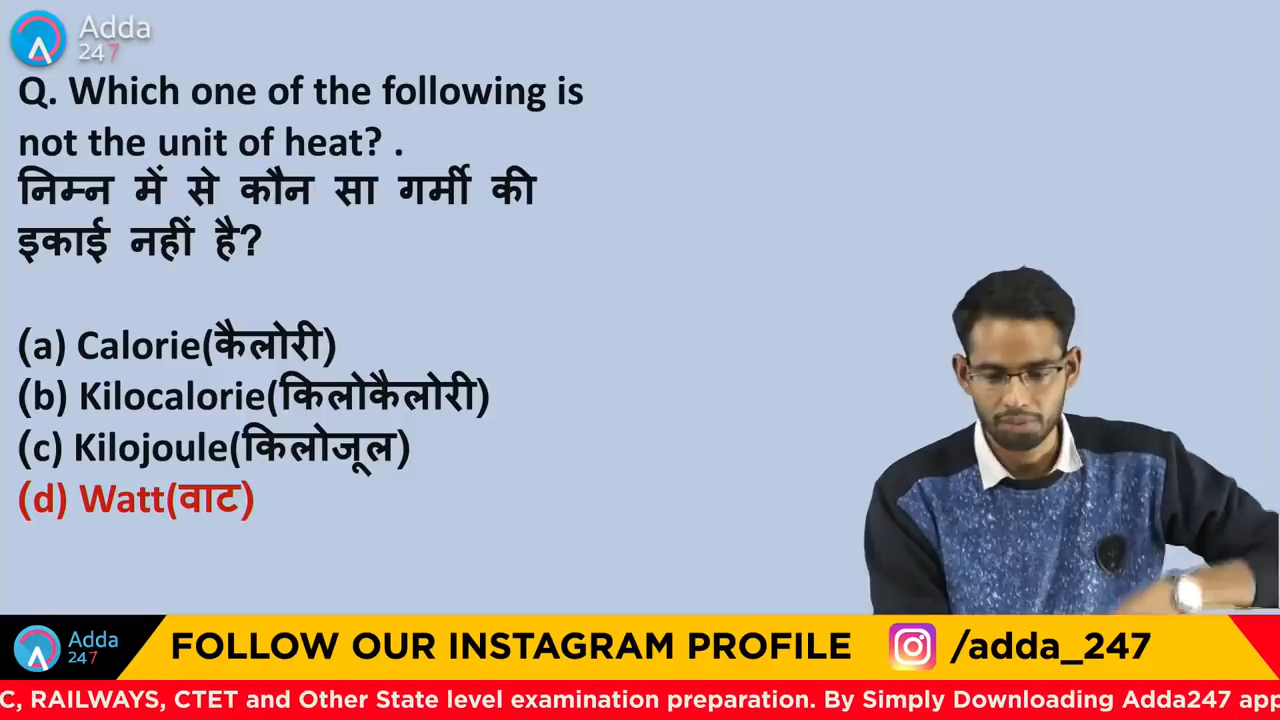 Adda
247
Q. Which one of the following is
not the unit of heat? .
निम्न में से कौन सा गर्मी की
इकाई नहीं है?
(a) Calorie(कैलोरी)
(b) Kilocalorie(किलोकैलोरी)
(c) Kilojoule(किलोजूल)
(d) Watt(वाट)
Adda
247
FOLLOW OUR INSTAGRAM PROFILE /adda_247
C, RAILWAYS, CTET and Other State level examination preparation. By Simply Downloading Adda247 app